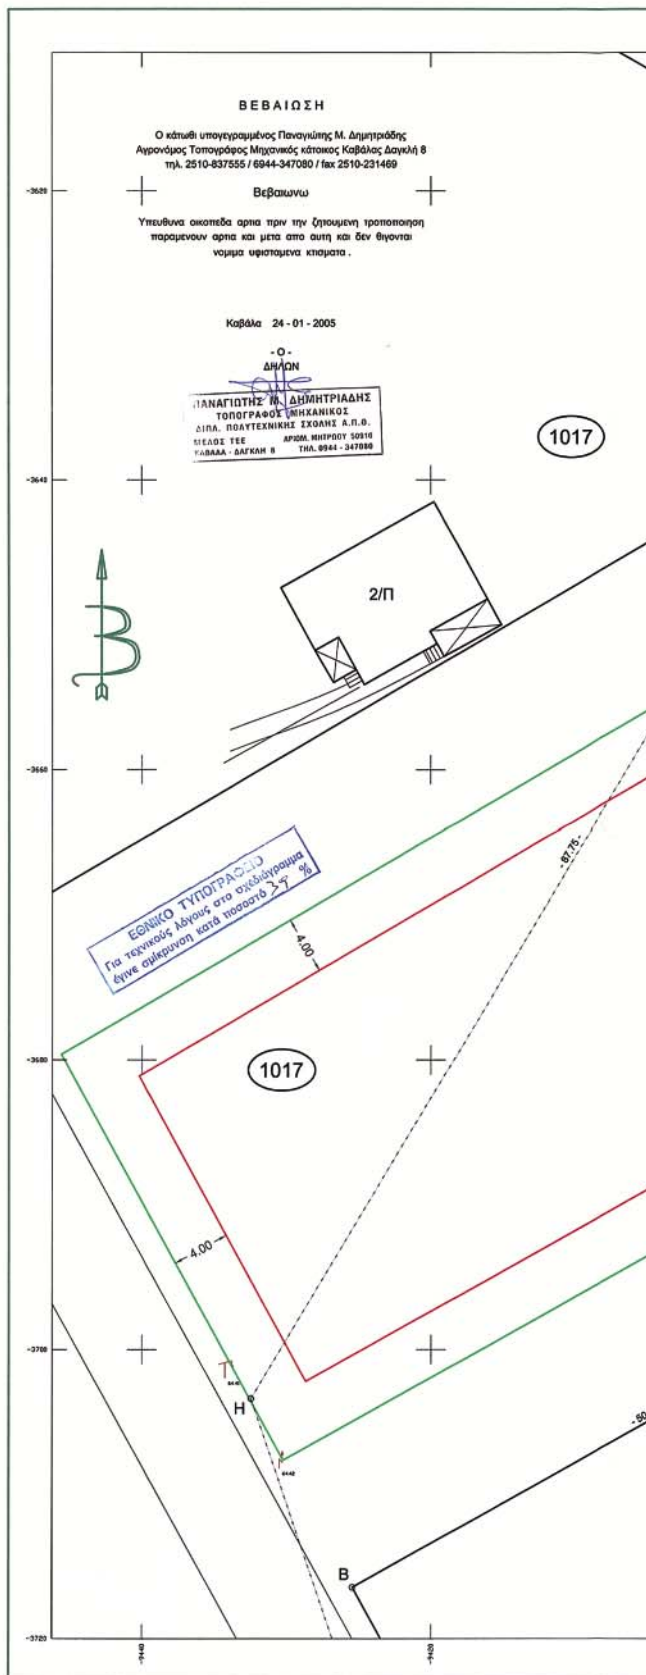 ΒΕΒΑΙΩΣΗ
Ο κάτωθι υπογεγραμμένος Παναγιώτης Μ. Δημητριάδης
Αγρονόμος Τοπογράφος Μηχανικός κάτοικος Καβάλας Δαγκλή 8
τηλ. 2510-837555 / 6944-347080 / fax 2510-231469
Βεβαιωνω
Υπευθυνα οικοπεδα αρτια πριν την ζητουμενη τροποποιηση
παραμενουν αρτια και μετα απο αυτη και δεν θιγονται
νομιμα υφισταμενα κτισματα .
Καβάλα 24 - 01 - 2005
- Ο -
ΔΗΛΩΝ
ΠΑΝΑΓΙΩΤΗΣ Μ. ΔΗΜΗΤΡΙΑΔΗΣ
ΤΟΠΟΓΡΑΦΟΣ ΜΗΧΑΝΙΚΟΣ
ΔΙΠΛ. ΠΟΛΥΤΕΧΝΙΚΗΣ ΣΧΟΛΗΣ Α.Π.Θ.
ΜΕΛΟΣ ΤΕΕ ΑΡΙΘΜ. ΜΗΤΡΩΟΥ 50910
ΚΑΒΑΛΑ - ΔΑΓΚΛΗ 8 ΤΗΛ. 0944 - 347080
-3620
1017
-3640
2/Π
Β
-3660
-87.75-
ΕΘΝΙΚΟ ΤΥΠΟΓΡΑΦΕΙΟ
Για τεχνικούς λόγους στο σχεδιάγραμμα
έγινε σμίκρυνση κατά ποσοστό %
4.00
-3680
1017
4.00
-3700
Η
-50
Β
-3720
-9440
-9420